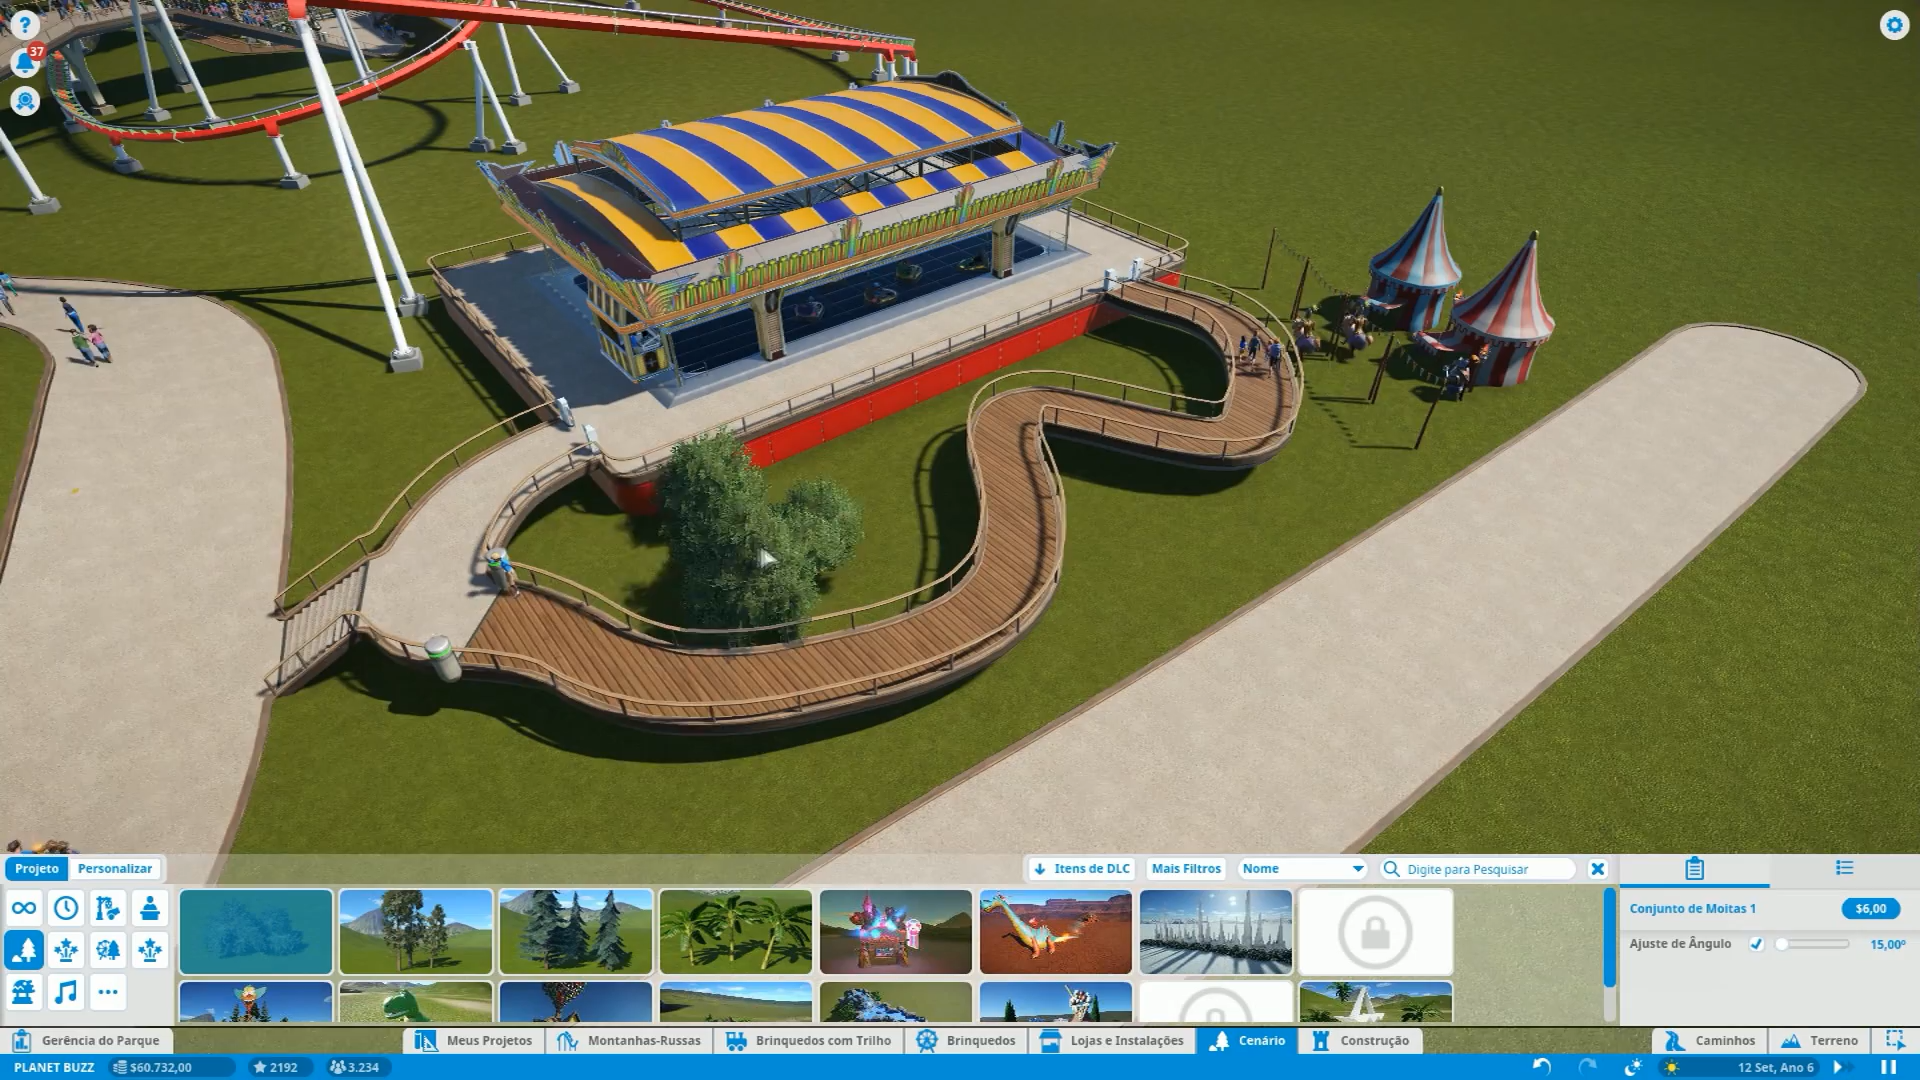 ?
37
Projeto
Personalizar
Itens de DLC
Mais Filtros
Nome
Digite para Pesquisar
Conjunto de Moitas 1
$6,00
Ajuste de Ângulo
15,00º
Gerência do Parque
Meus Projetos
Montanhas-Russas
Brinquedos com Trilho
Brinquedos
Lojas e Instalações
Cenário
Construção
Caminhos
Terreno
PLANET BUZZ
$60.732,00
2192
3.234
12 Set, Ano 6